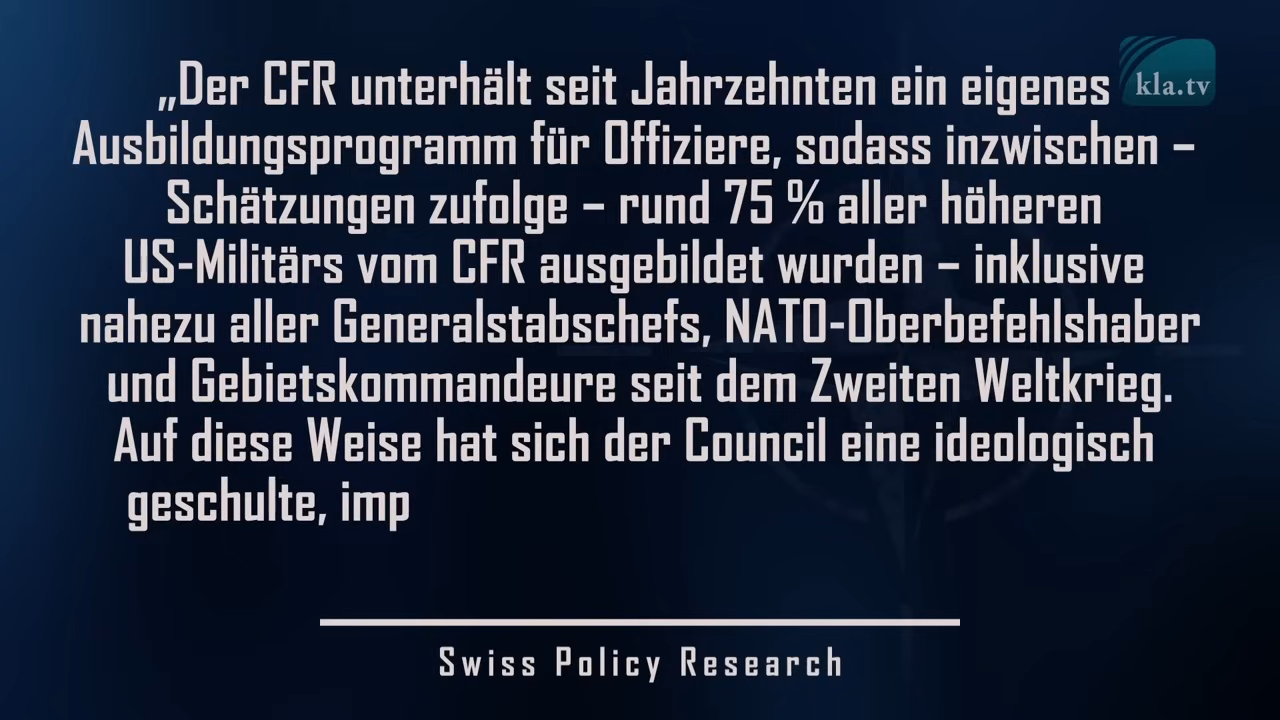 „Der CFR unterhält seit Jahrzehnten ein eigenes
kla.tv
Ausbildungsprogramm für Offiziere, sodass inzwischen –
Schätzungen zufolge – rund 75 % aller höheren
US-Militärs vom CFR ausgebildet wurden – inklusive
nahezu aller Generalstabschefs, NATO-Oberbefehlshaber
und Gebietskommandeure seit dem Zweiten Weltkrieg.
Auf diese Weise hat sich der Council eine ideologisch
geschulte, imp
Swiss Policy Research